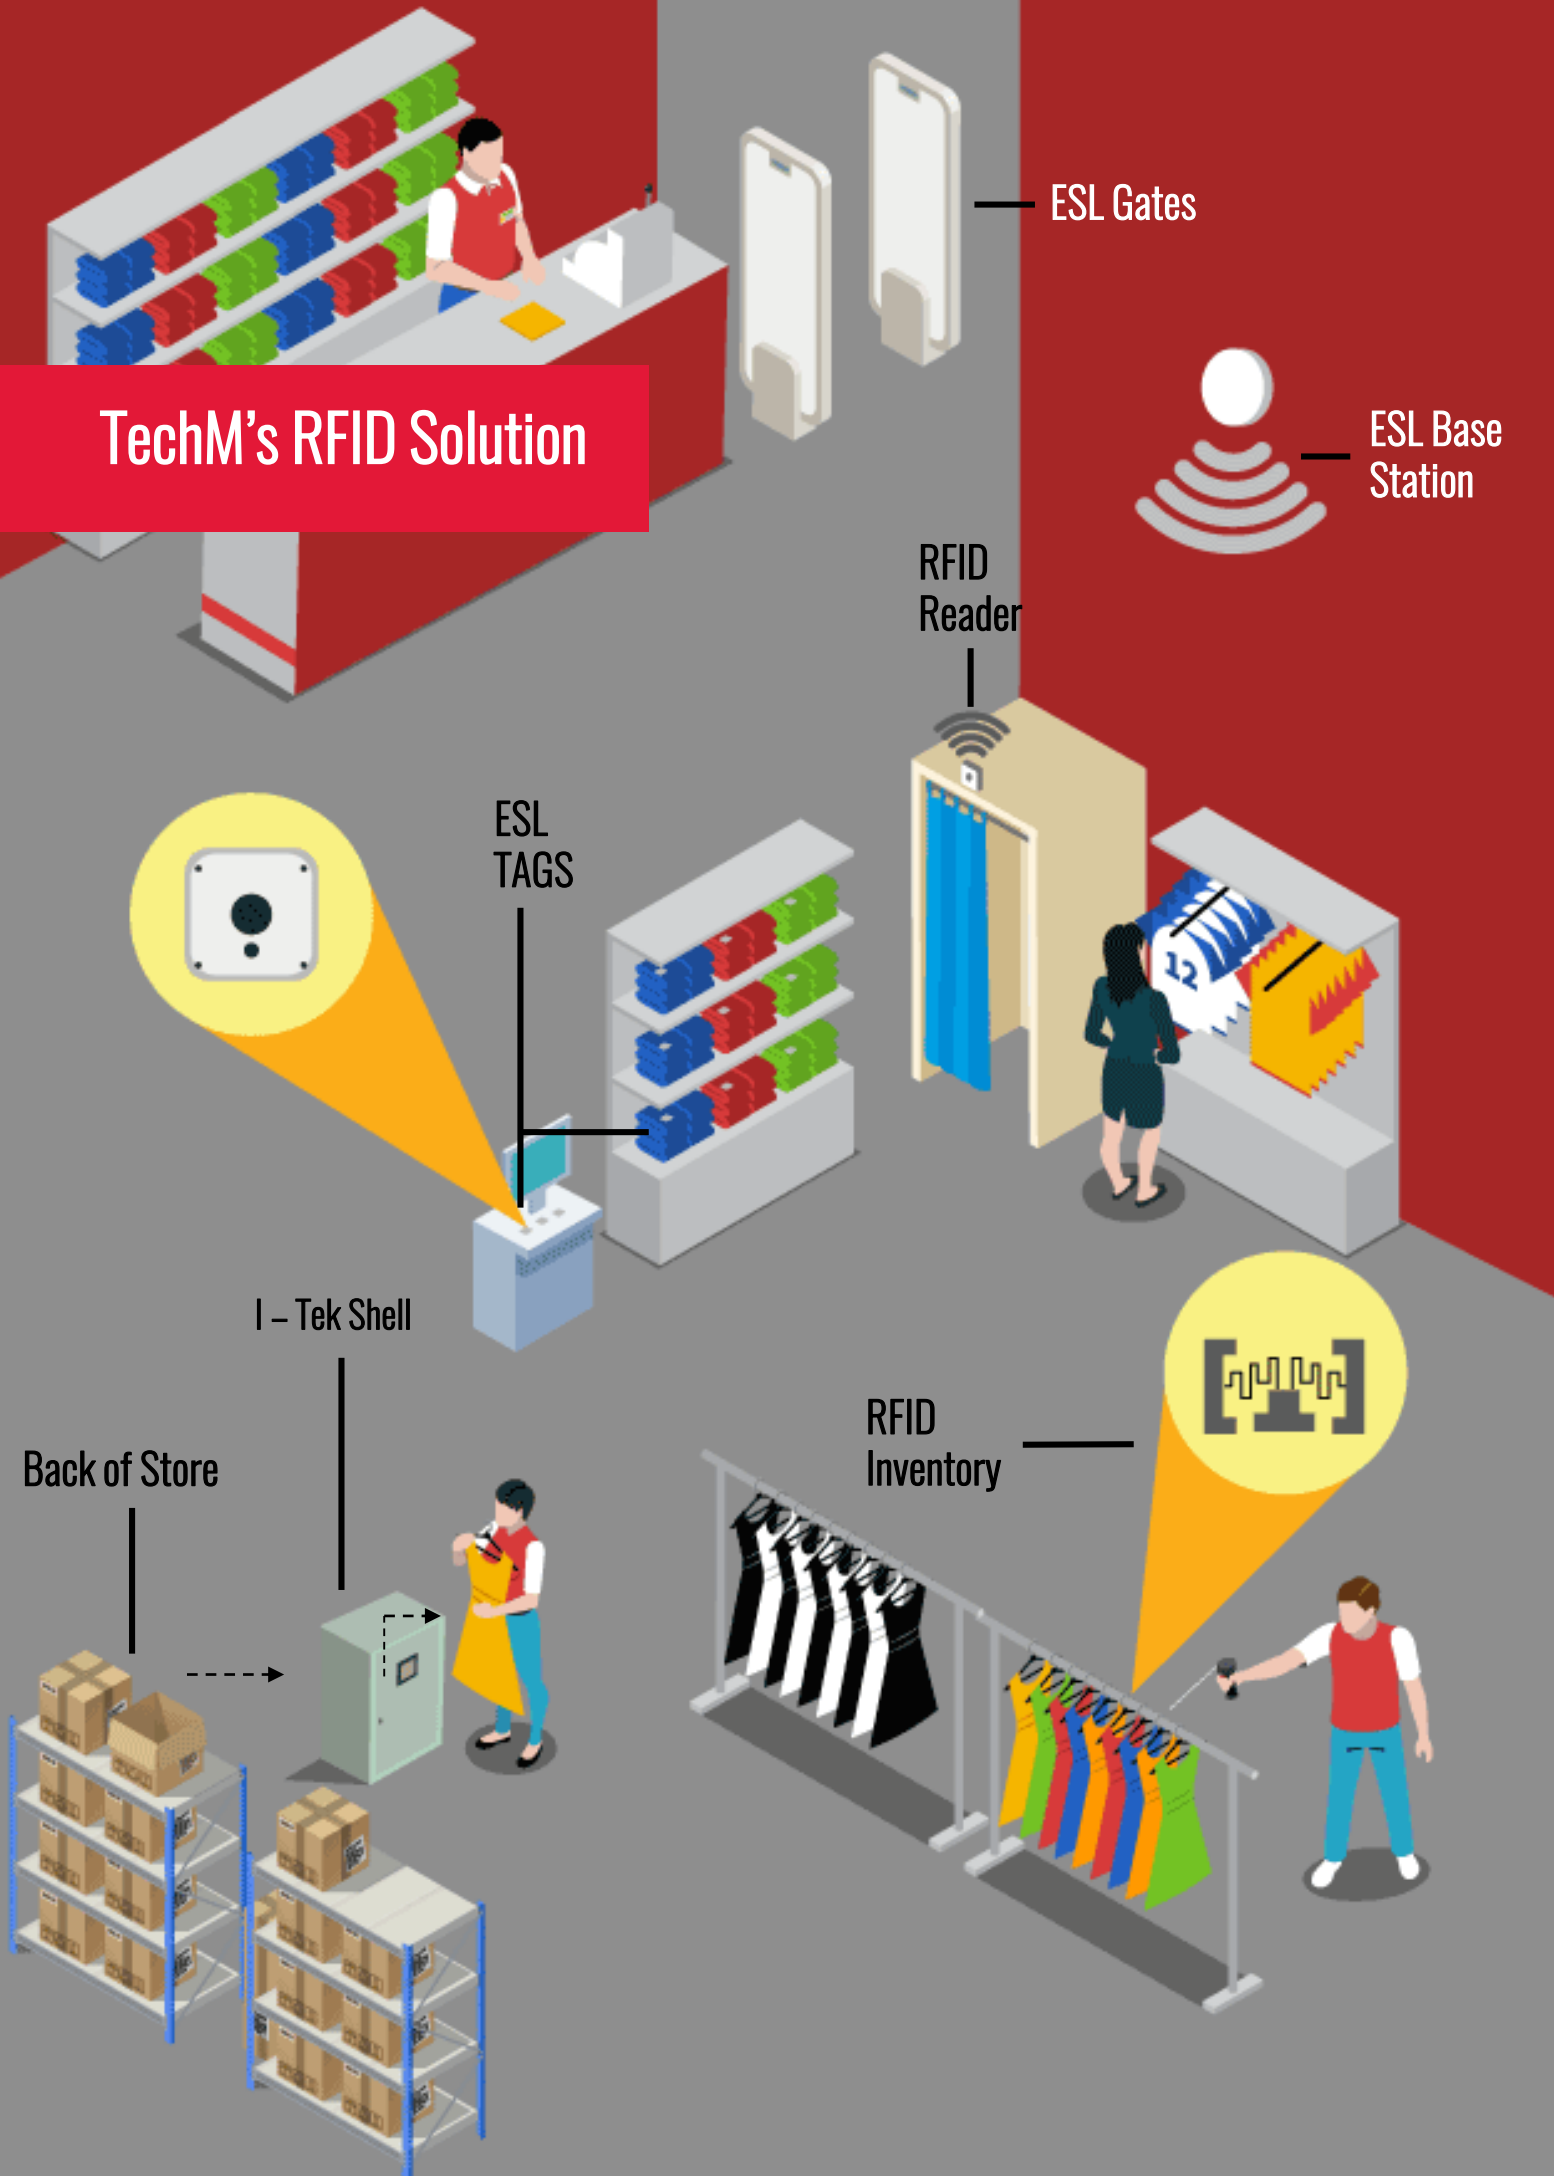 ESL Gates
TechM's RFID Solution
ESL Base
Station
RFID
Reader
ESL
TAGS
12
I – Tek Shell
RFID
Inventory
Back of Store